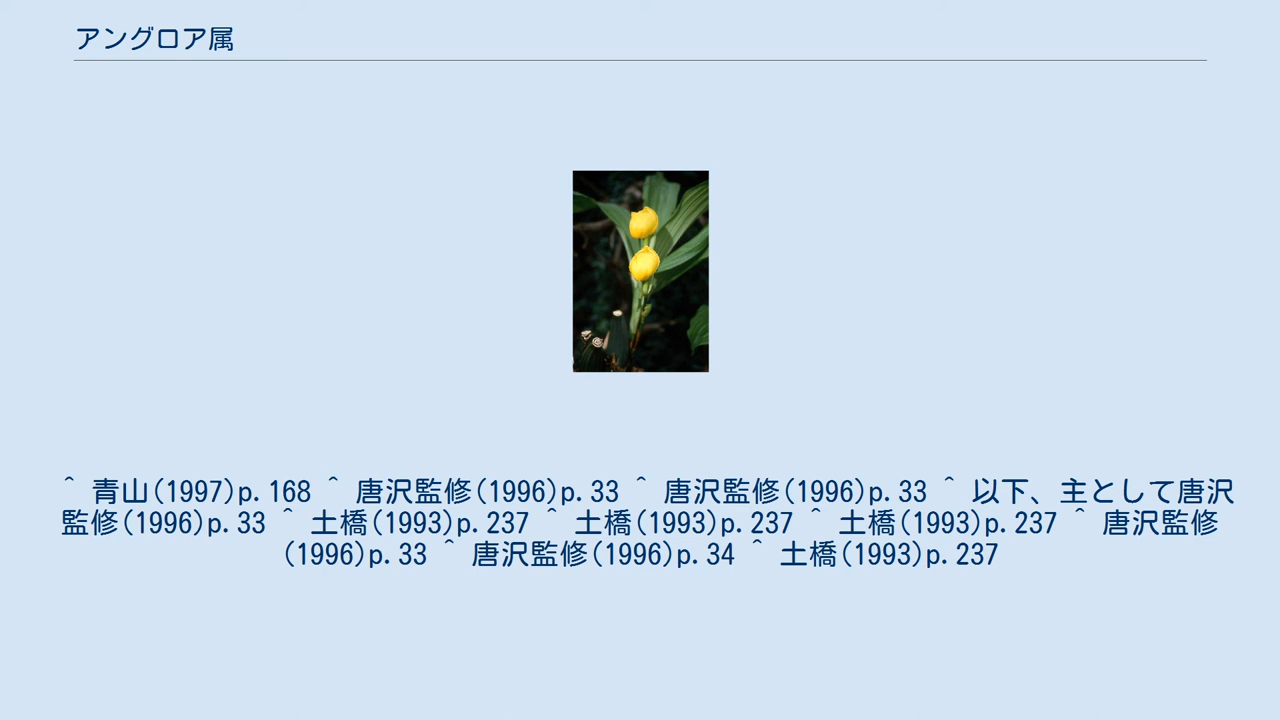 アングロア属
^ 青山(1997)p.168 ^ 唐沢監修(1996)p.33 ^ 唐沢監修(1996)p.33 ^ 以下、主として唐沢
監修(1996)p.33 ^ 土橋(1993)p.237 ^ 土橋(1993)p.237 ^ 土橋(1993)p.237 ^ 唐沢監修
(1996)p.33 ^ 唐沢監修(1996)p.34 ^ 土橋(1993)p.237